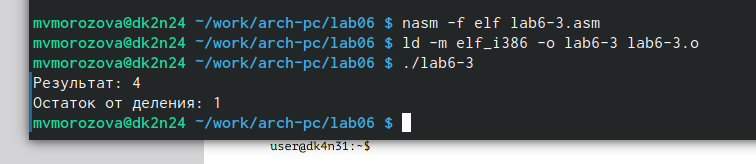 mvmorozova@dk2n24 ~/work/arch-pc/lab06 $ nasm -f elf lab6-3.asm
mvmorozova@dk2n24 ~/work/arch-pc/lab06 $ ld -m elf_i386 -o lab6-3 lab6-3.o
mvmorozova@dk2n24 ~/work/arch-pc/lab06 $ ./lab6-3
Результат: 4
Остаток от деления: 1
mvmorozova@dk2n24 ~/work/arch-pc/lab06 $
user@dk4n31:~$